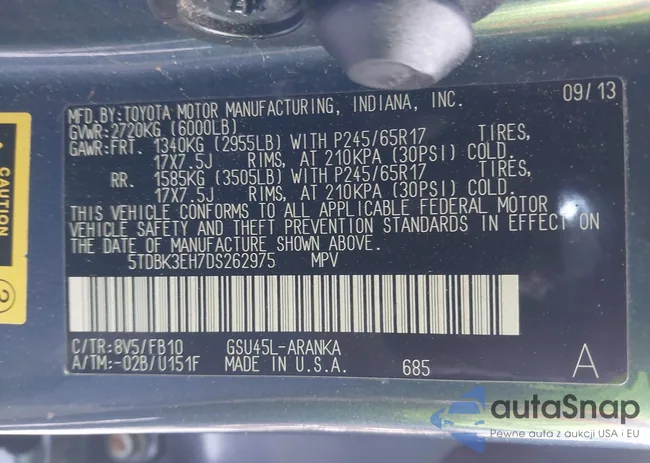 MFD.BY:TOYOTA MOTOR MANUFACTURING, INDIANA, INC. 09/13
GVWR:2720KG (6000LB)
GAWR:FRT. 1340KG (2955LB) WITH P245/65R17 TIRES,
17X7.5J RIMS, AT 210KPA (30PSI) COLD.
RR. 1585KG (3505LB) WITH P245/65R17 TIRES,
17X7.5J RIMS, AT 210KPA (30PSI) COLD.
THIS VEHICLE CONFORMS TO ALL APPLICABLE FEDERAL MOTOR
VEHICLE SAFETY AND THEFT PREVENTION STANDARDS IN EFFECT ON
THE DATE OF MANUFACTURE SHOWN ABOVE.
5TDBK3EH7DS262975 MPV
C/TR:8V5/FB10 GSU45L-ARANKA
A/TM:-02B/U151F MADE IN U.S.A. 685 A
CAUTION
2
autaSnap
Pewne auto z aukcji USA i EU